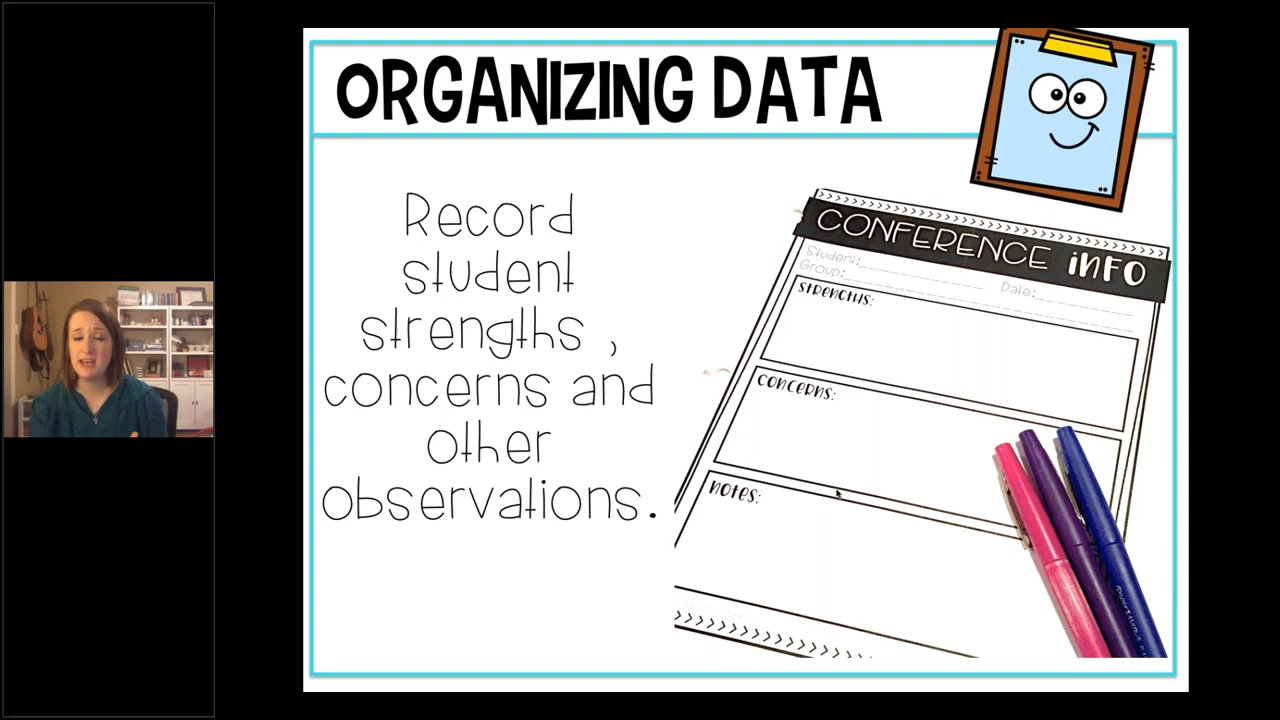 ORGANIZING DATA
Record
student
strengths ,
concerns and
other
observations.
CONFERENCE INFO
Student:
Group:
Date:
strengths:
concerns:
notes: